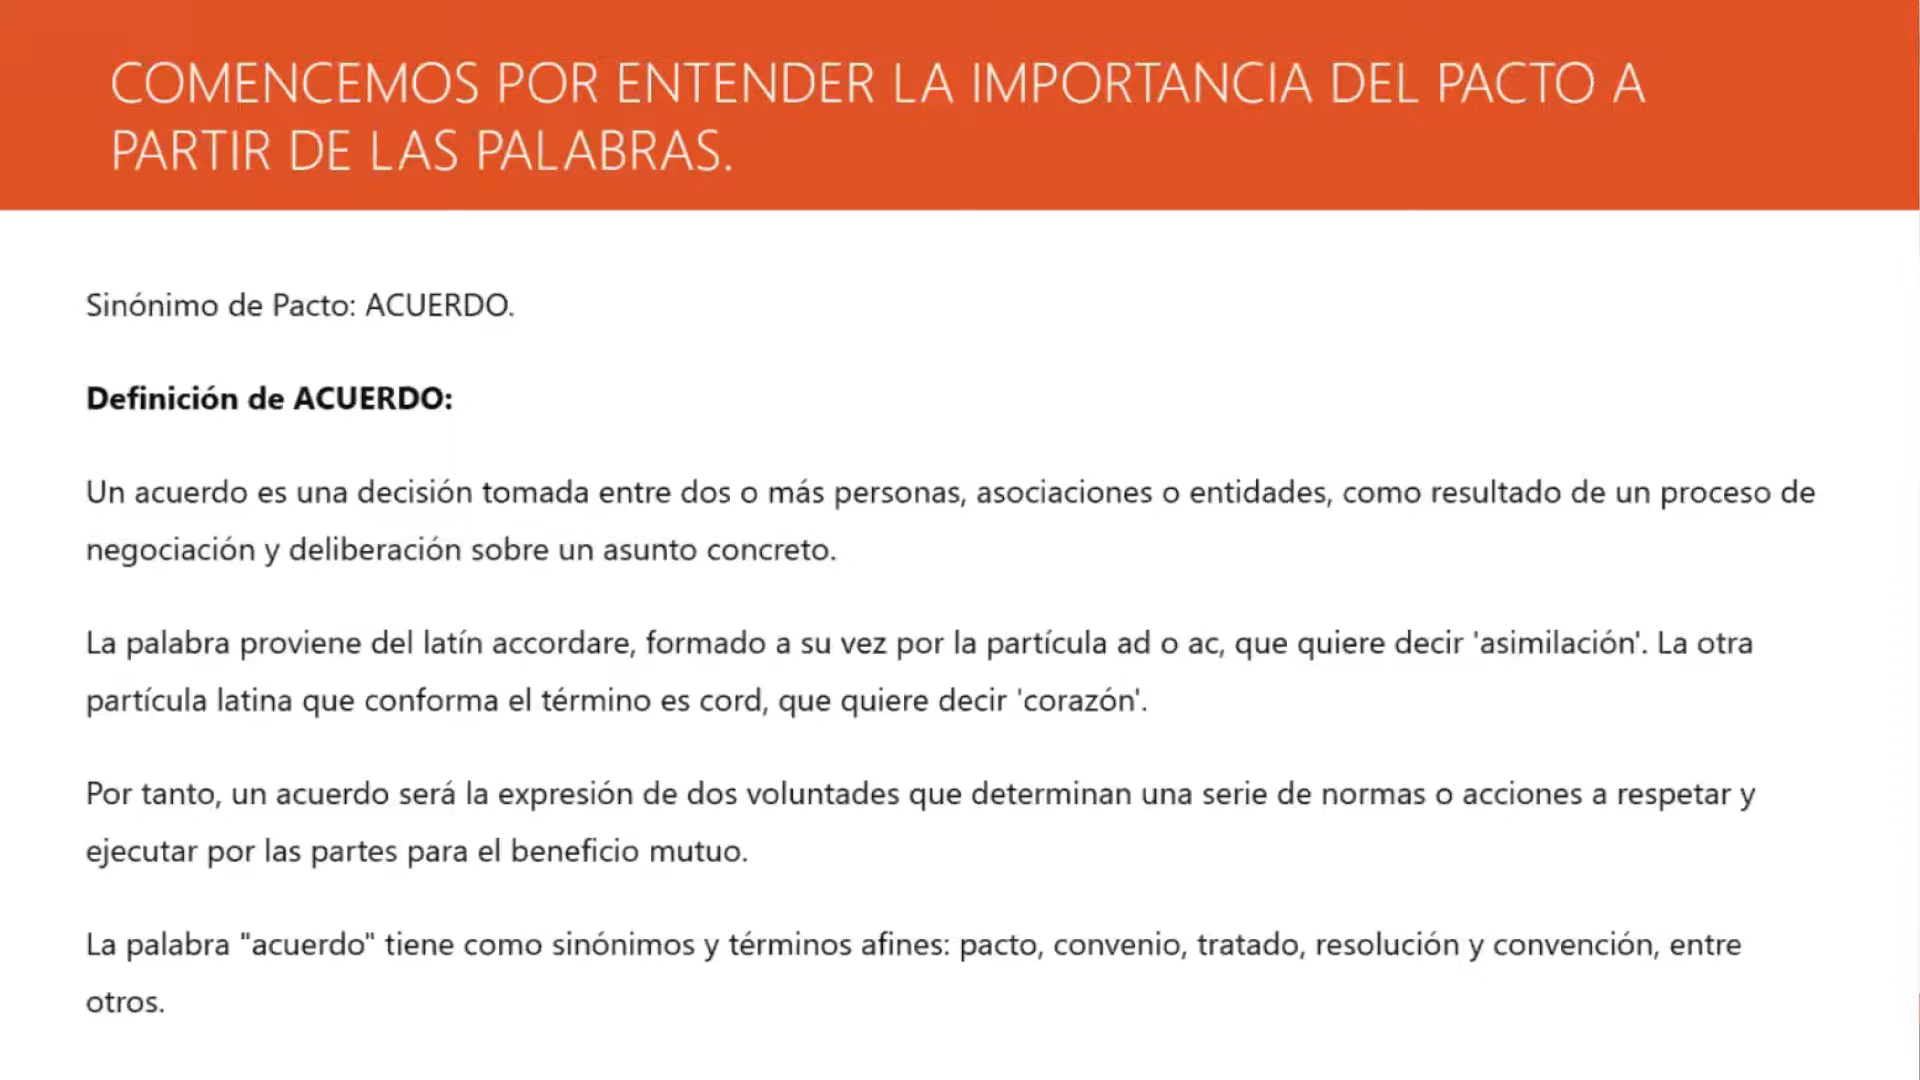 COMENCEMOS POR ENTENDER LA IMPORTANCIA DEL PACTO A
PARTIR DE LAS PALABRAS.
Sinónimo de Pacto: ACUERDO.
Definición de ACUERDO:
Un acuerdo es una decisión tomada entre dos o más personas, asociaciones o entidades, como resultado de un proceso de
negociación y deliberación sobre un asunto concreto.
La palabra proviene del latín accordare, formado a su vez por la partícula ad o ac, que quiere decir 'asimilación'. La otra
partícula latina que conforma el término es cord, que quiere decir 'corazón'.
Por tanto, un acuerdo será la expresión de dos voluntades que determinan una serie de normas o acciones a respetar y
ejecutar por las partes para el beneficio mutuo.
La palabra "acuerdo" tiene como sinónimos y términos afines: pacto, convenio, tratado, resolución y convención, entre
otros.